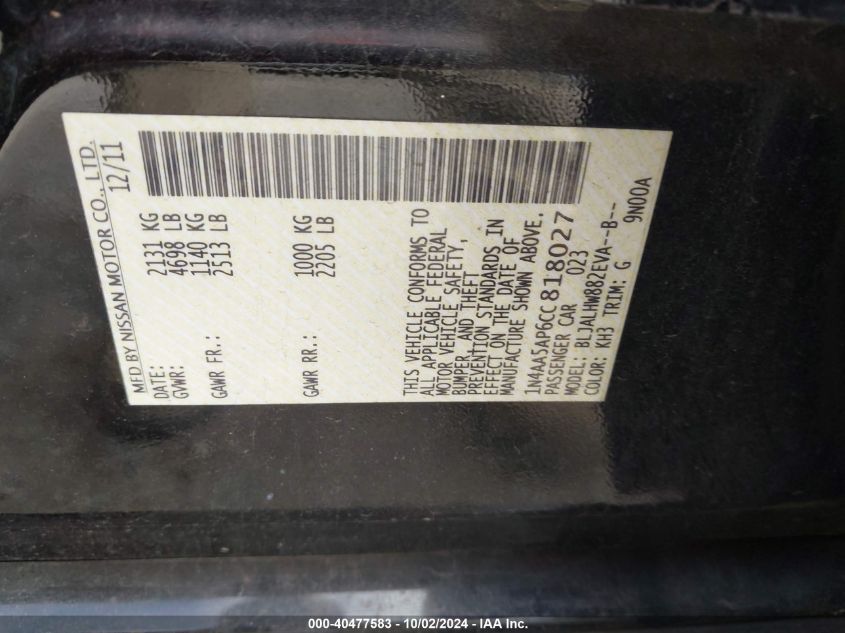 MFD BY NISSAN MOTOR CO., LTD.
DATE: 12/11
GVWR: 2131 KG
4698 LB
GAWR FR.: 1140 KG
2513 LB
GAWR RR.: 1000 KG
2205 LB
THIS VEHICLE CONFORMS TO
ALL APPLICABLE FEDERAL
MOTOR VEHICLE SAFETY,
BUMPER, AND THEFT
PREVENTION STANDARDS IN
EFFECT ON THE DATE OF
MANUFACTURE SHOWN ABOVE.
1N4AA5AP6CC818027
PASSENGER CAR 023
MODEL: BLJALHW882EVA--B--
COLOR: KH3 TRIM: G 9N00A
000-40477583 - 10/02/2024 - IAA Inc.